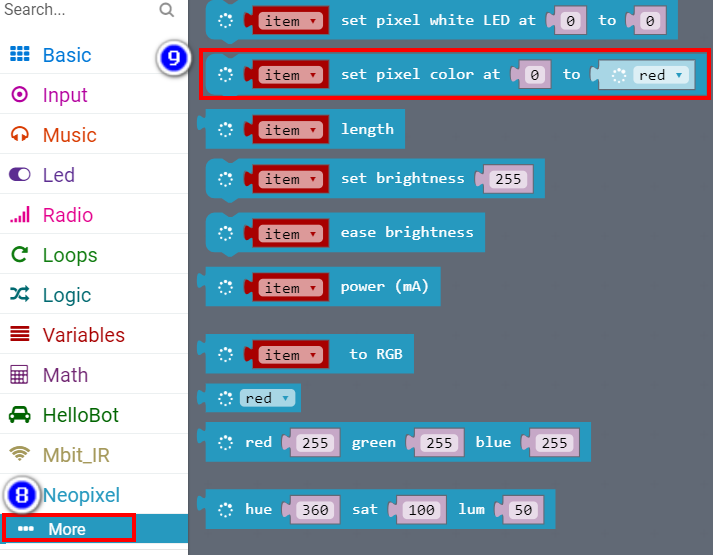 Search...
Basic
Input
Music
Led
Radio
Loops
Logic
Variables
Math
HelloBot
Mbit_IR
8 Neopixel
More
item set pixel white LED at 0 to 0
9 item set pixel color at 0 to red
item length
item set brightness 255
item ease brightness
item power (mA)
item to RGB
red
red 255 green 255 blue 255
hue 360 sat 100 lum 50